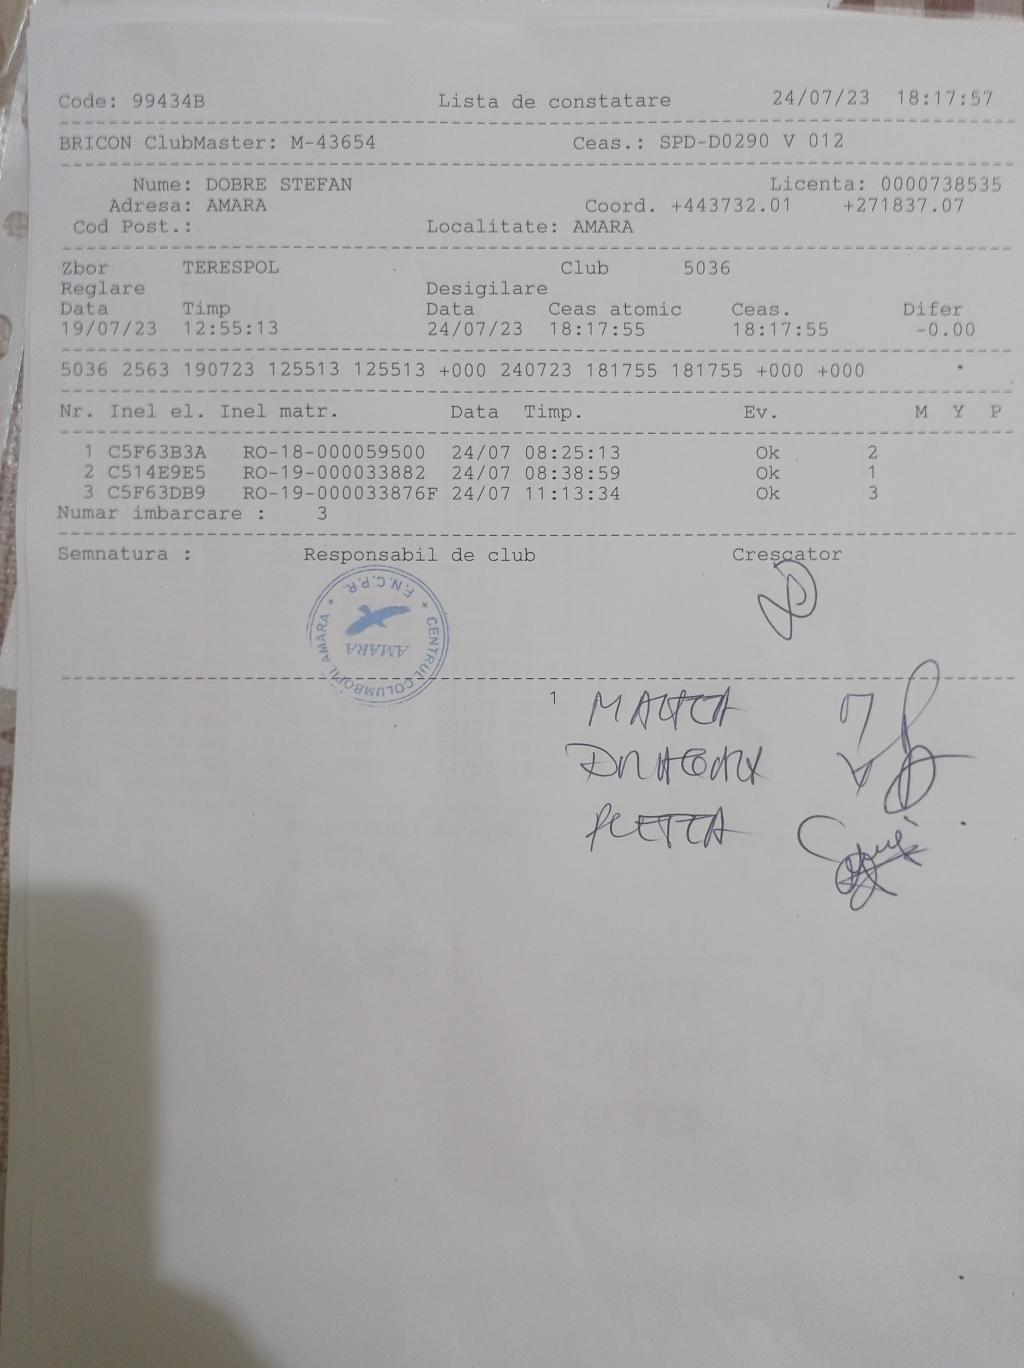 Code: 99434B Lista de constatare 24/07/23 18:17:57
BRICON ClubMaster: M-43654 Ceas.: SPD-D0290 V 012
Nume: DOBRE STEFAN Licenta: 0000738535
Adresa: AMARA Coord. +443732.01 +271837.07
Cod Post.: Localitate: AMARA
Zbor TERESPOL Club 5036
Reglare Desigilare
Data Timp Data Ceas atomic Ceas. Difer
19/07/23 12:55:13 24/07/23 18:17:55 18:17:55 -0.00
5036 2563 190723 125513 125513 +000 240723 181755 181755 +000 +000
Nr. Inel el. Inel matr. Data Timp. Ev. M Y P
1 C5F63B3A RO-18-000059500 24/07 08:25:13 Ok 2
2 C514E9E5 RO-19-000033882 24/07 08:38:59 Ok 1
3 C5F63DB9 RO-19-000033876F 24/07 11:13:34 Ok 3
Numar imbarcare : 3
Semnatura : Responsabil de club Crescator
F.N.C.P.R. * CENTRUL COLUMBOFIL AMARA *
AMARA
1